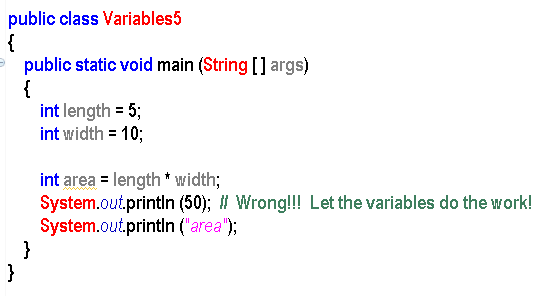 public class Variables5
{
public static void main (String [ ] args)
{
int length = 5;
int width = 10;
int area = length * width;
System.out.println (50); // Wrong!!! Let the variables do the work!
System.out.println ("area");
}
}